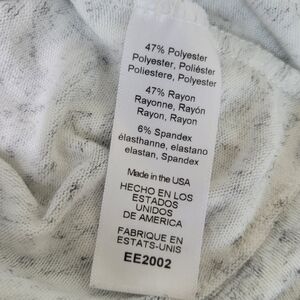 47% Polyester
Polyester, Poliéster
Poliestere, Polyester
47% Rayon
Rayonne, Rayón
Rayon, Rayon
6% Spandex
élasthanne, elastano
elastan, Spandex
Made in the USA
HECHO EN LOS
ESTADOS
UNIDOS
DE AMERICA
FABRIQUE EN
ESTATS-UNIS
EE2002